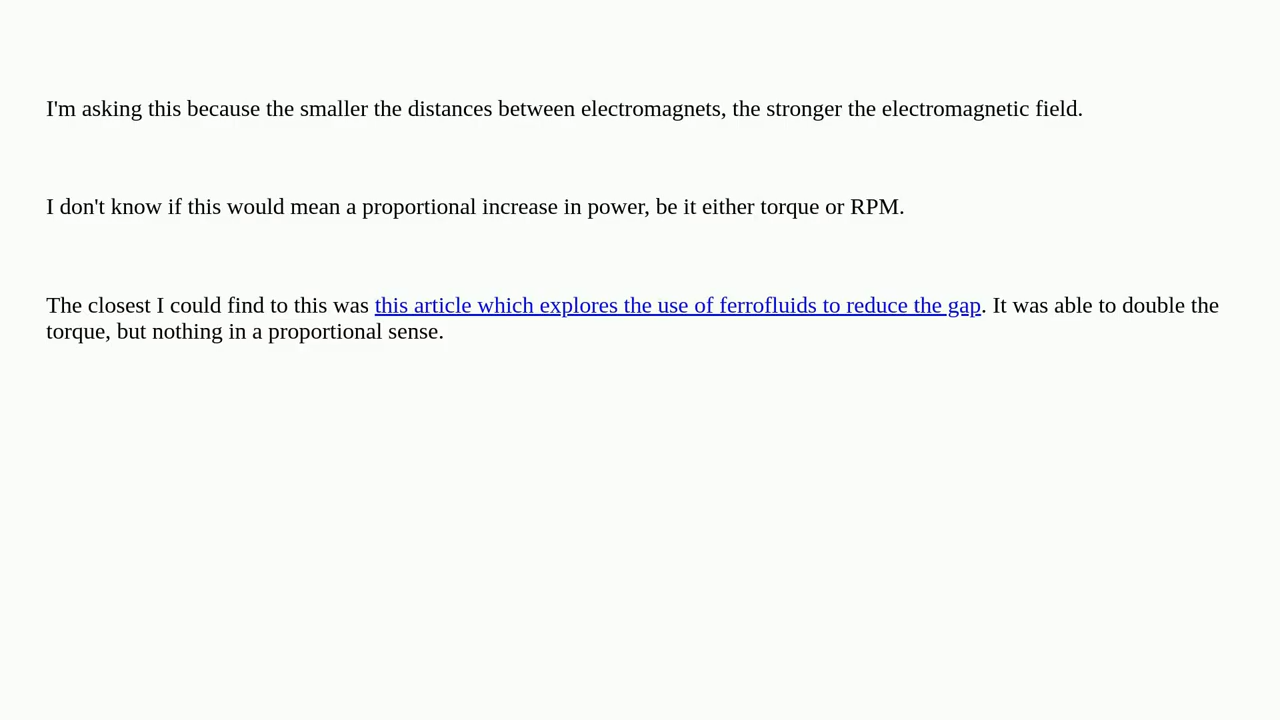 I'm asking this because the smaller the distances between electromagnets, the stronger the electromagnetic field.
I don't know if this would mean a proportional increase in power, be it either torque or RPM.
The closest I could find to this was this article which explores the use of ferrofluids to reduce the gap. It was able to double the
torque, but nothing in a proportional sense.